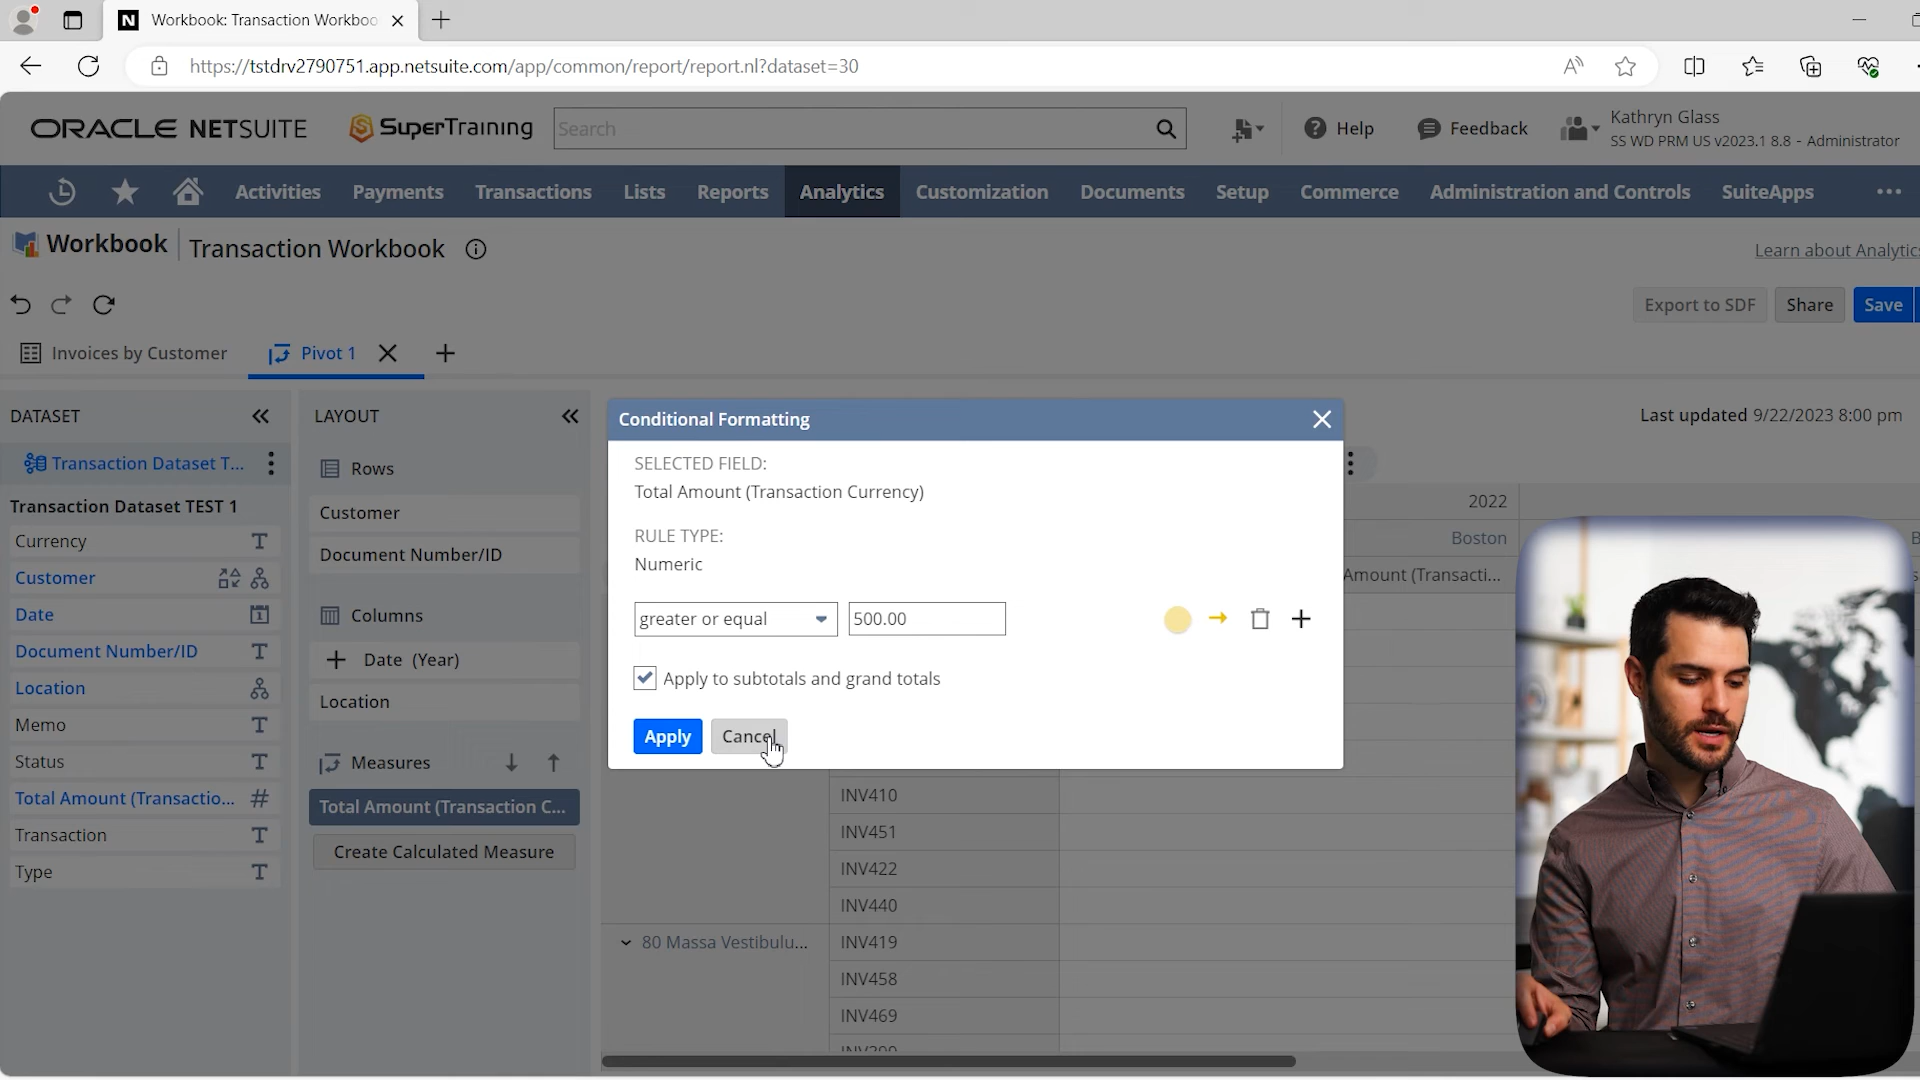 Workbook: Transaction Workboo
https://tstdrv2790751.app.netsuite.com/app/common/report/report.nl?dataset=30
ORACLE NETSUITE
SuperTraining
Search
Help
Feedback
Kathryn Glass
SS WD PRM US v2023.1 8.8 - Administrator
Activities
Payments
Transactions
Lists
Reports
Analytics
Customization
Documents
Setup
Commerce
Administration and Controls
SuiteApps
Workbook
Transaction Workbook
Learn about Analytics
Export to SDF
Share
Save
Invoices by Customer
Pivot 1
DATASET
Transaction Dataset T...
Transaction Dataset TEST 1
Currency
Customer
Date
Document Number/ID
Location
Memo
Status
Total Amount (Transactio...
Transaction
Type
LAYOUT
Rows
Customer
Document Number/ID
Columns
Date (Year)
Location
Measures
Total Amount (Transaction C...
Create Calculated Measure
Conditional Formatting
SELECTED FIELD:
Total Amount (Transaction Currency)
RULE TYPE:
Numeric
greater or equal
500.00
Apply to subtotals and grand totals
Apply
Cancel
Last updated 9/22/2023 8:00 pm
2022
Boston
Amount (Transacti...
INV410
INV451
INV422
INV440
80 Massa Vestibulu...
INV419
INV458
INV469